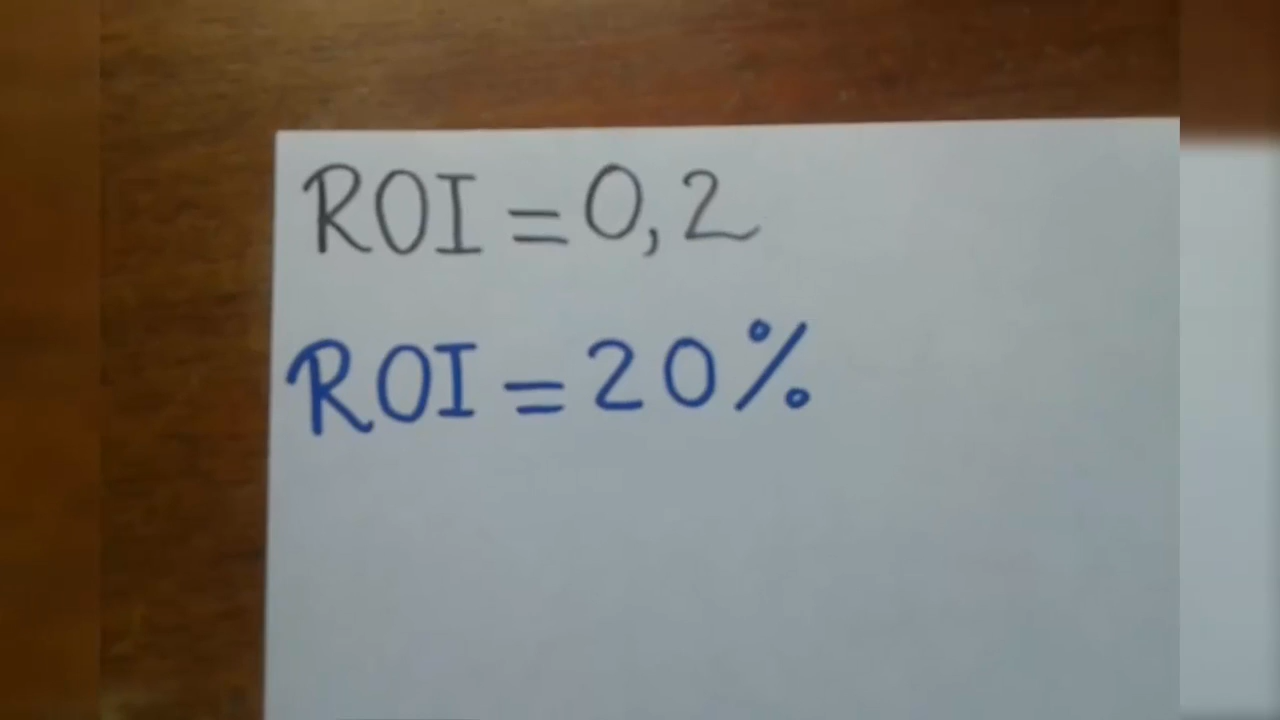 ROI = 0,2
ROI = 20%